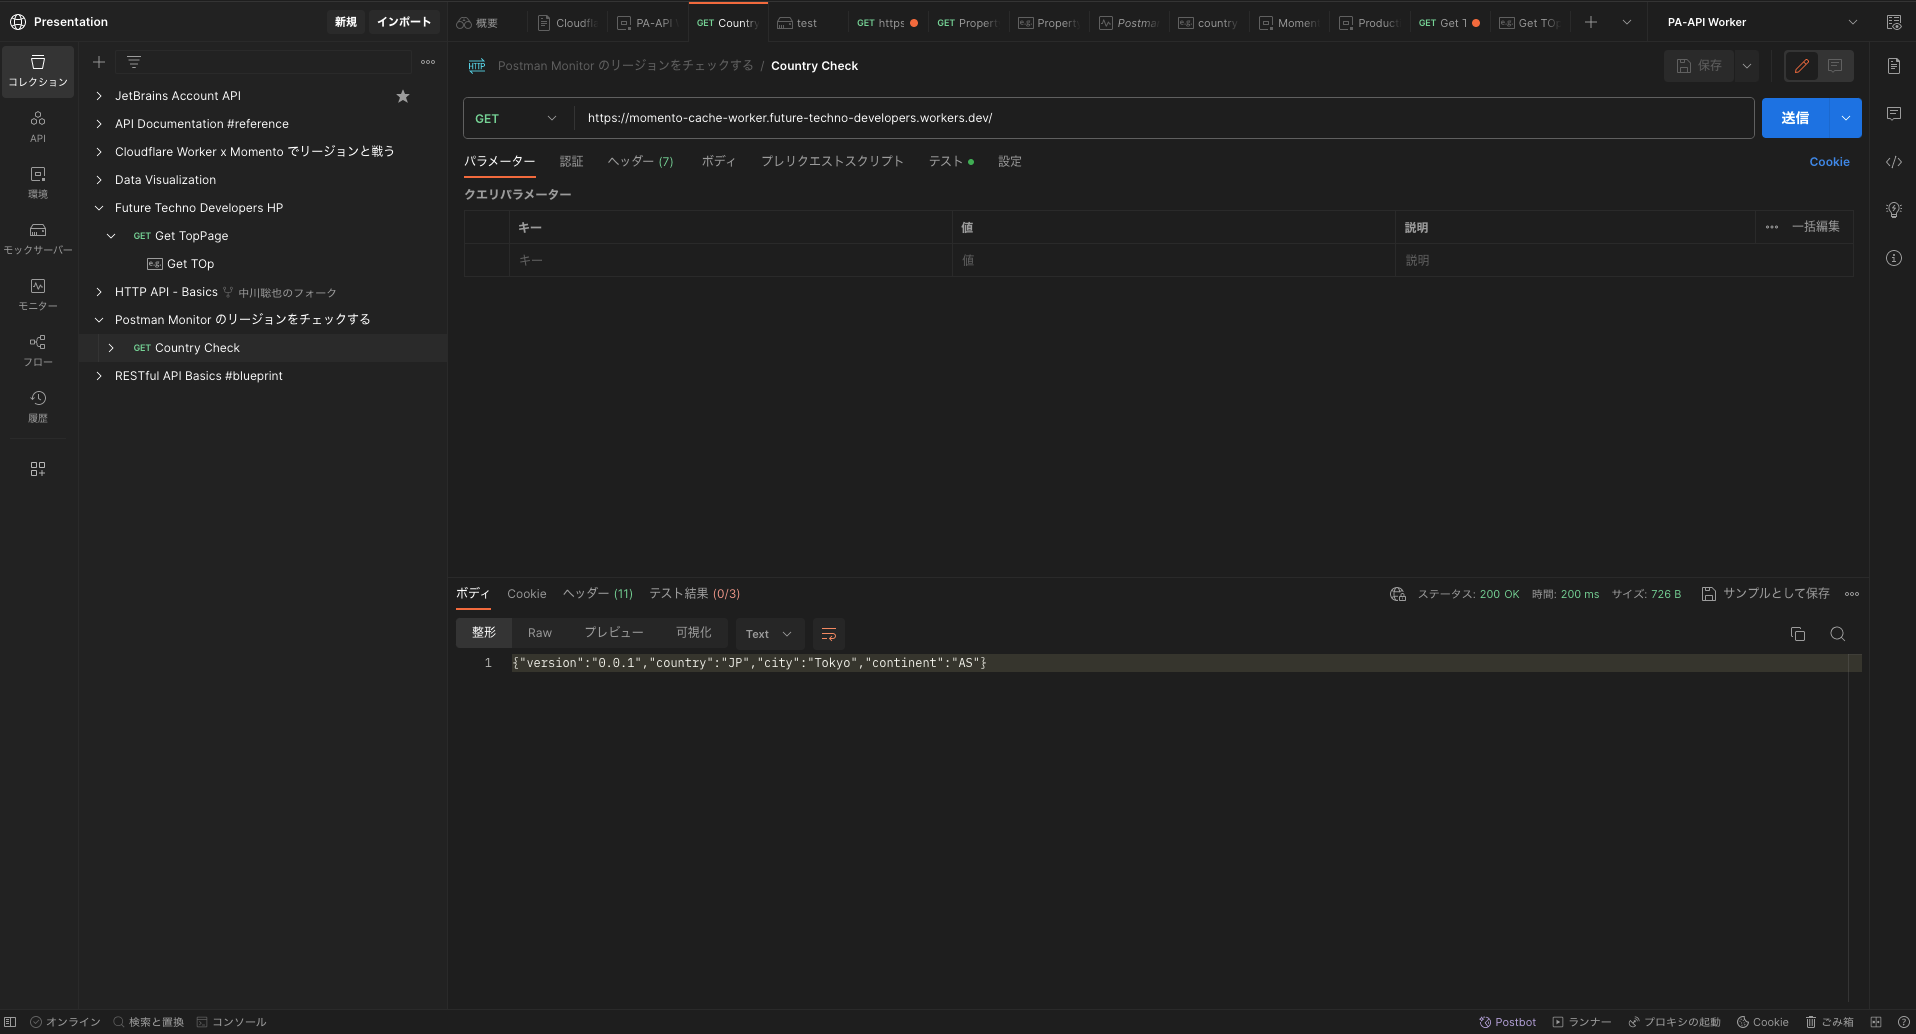 Presentation
新規
インポート
概要
Cloudfl
PA-API
GET Country
test
GET https
GET Propert
Propert
Postma
country
Momen
Produc
GET Get T
Get TOp
PA-API Worker
コレクション
API
環境
モックサーバー
モニター
フロー
履歴
JetBrains Account API
API Documentation #reference
Cloudflare Worker x Momento でリージョンと戦う
Data Visualization
Future Techno Developers HP
GET Get TopPage
e.g. Get TOp
HTTP API - Basics 中川聡也のフォーク
Postman Monitor のリージョンをチェックする
GET Country Check
RESTful API Basics #blueprint
HTTP Postman Monitor のリージョンをチェックする / Country Check
保存
GET https://momento-cache-worker.future-techno-developers.workers.dev/
送信
パラメーター 認証 ヘッダー (7) ボディ プレリクエストスクリプト テスト 設定 Cookie
クエリパラメーター
キー 値 説明 一括編集
キー 値 説明
ボディ Cookie ヘッダー (11) テスト結果 (0/3) ステータス: 200 OK 時間: 200 ms サイズ: 726 B サンプルとして保存
整形 Raw プレビュー 可視化 Text
1 {"version":"0.0.1","country":"JP","city":"Tokyo","continent":"AS"}
オンライン 検索と置換 コンソール Postbot ランナー プロキシの起動 Cookie ごみ箱